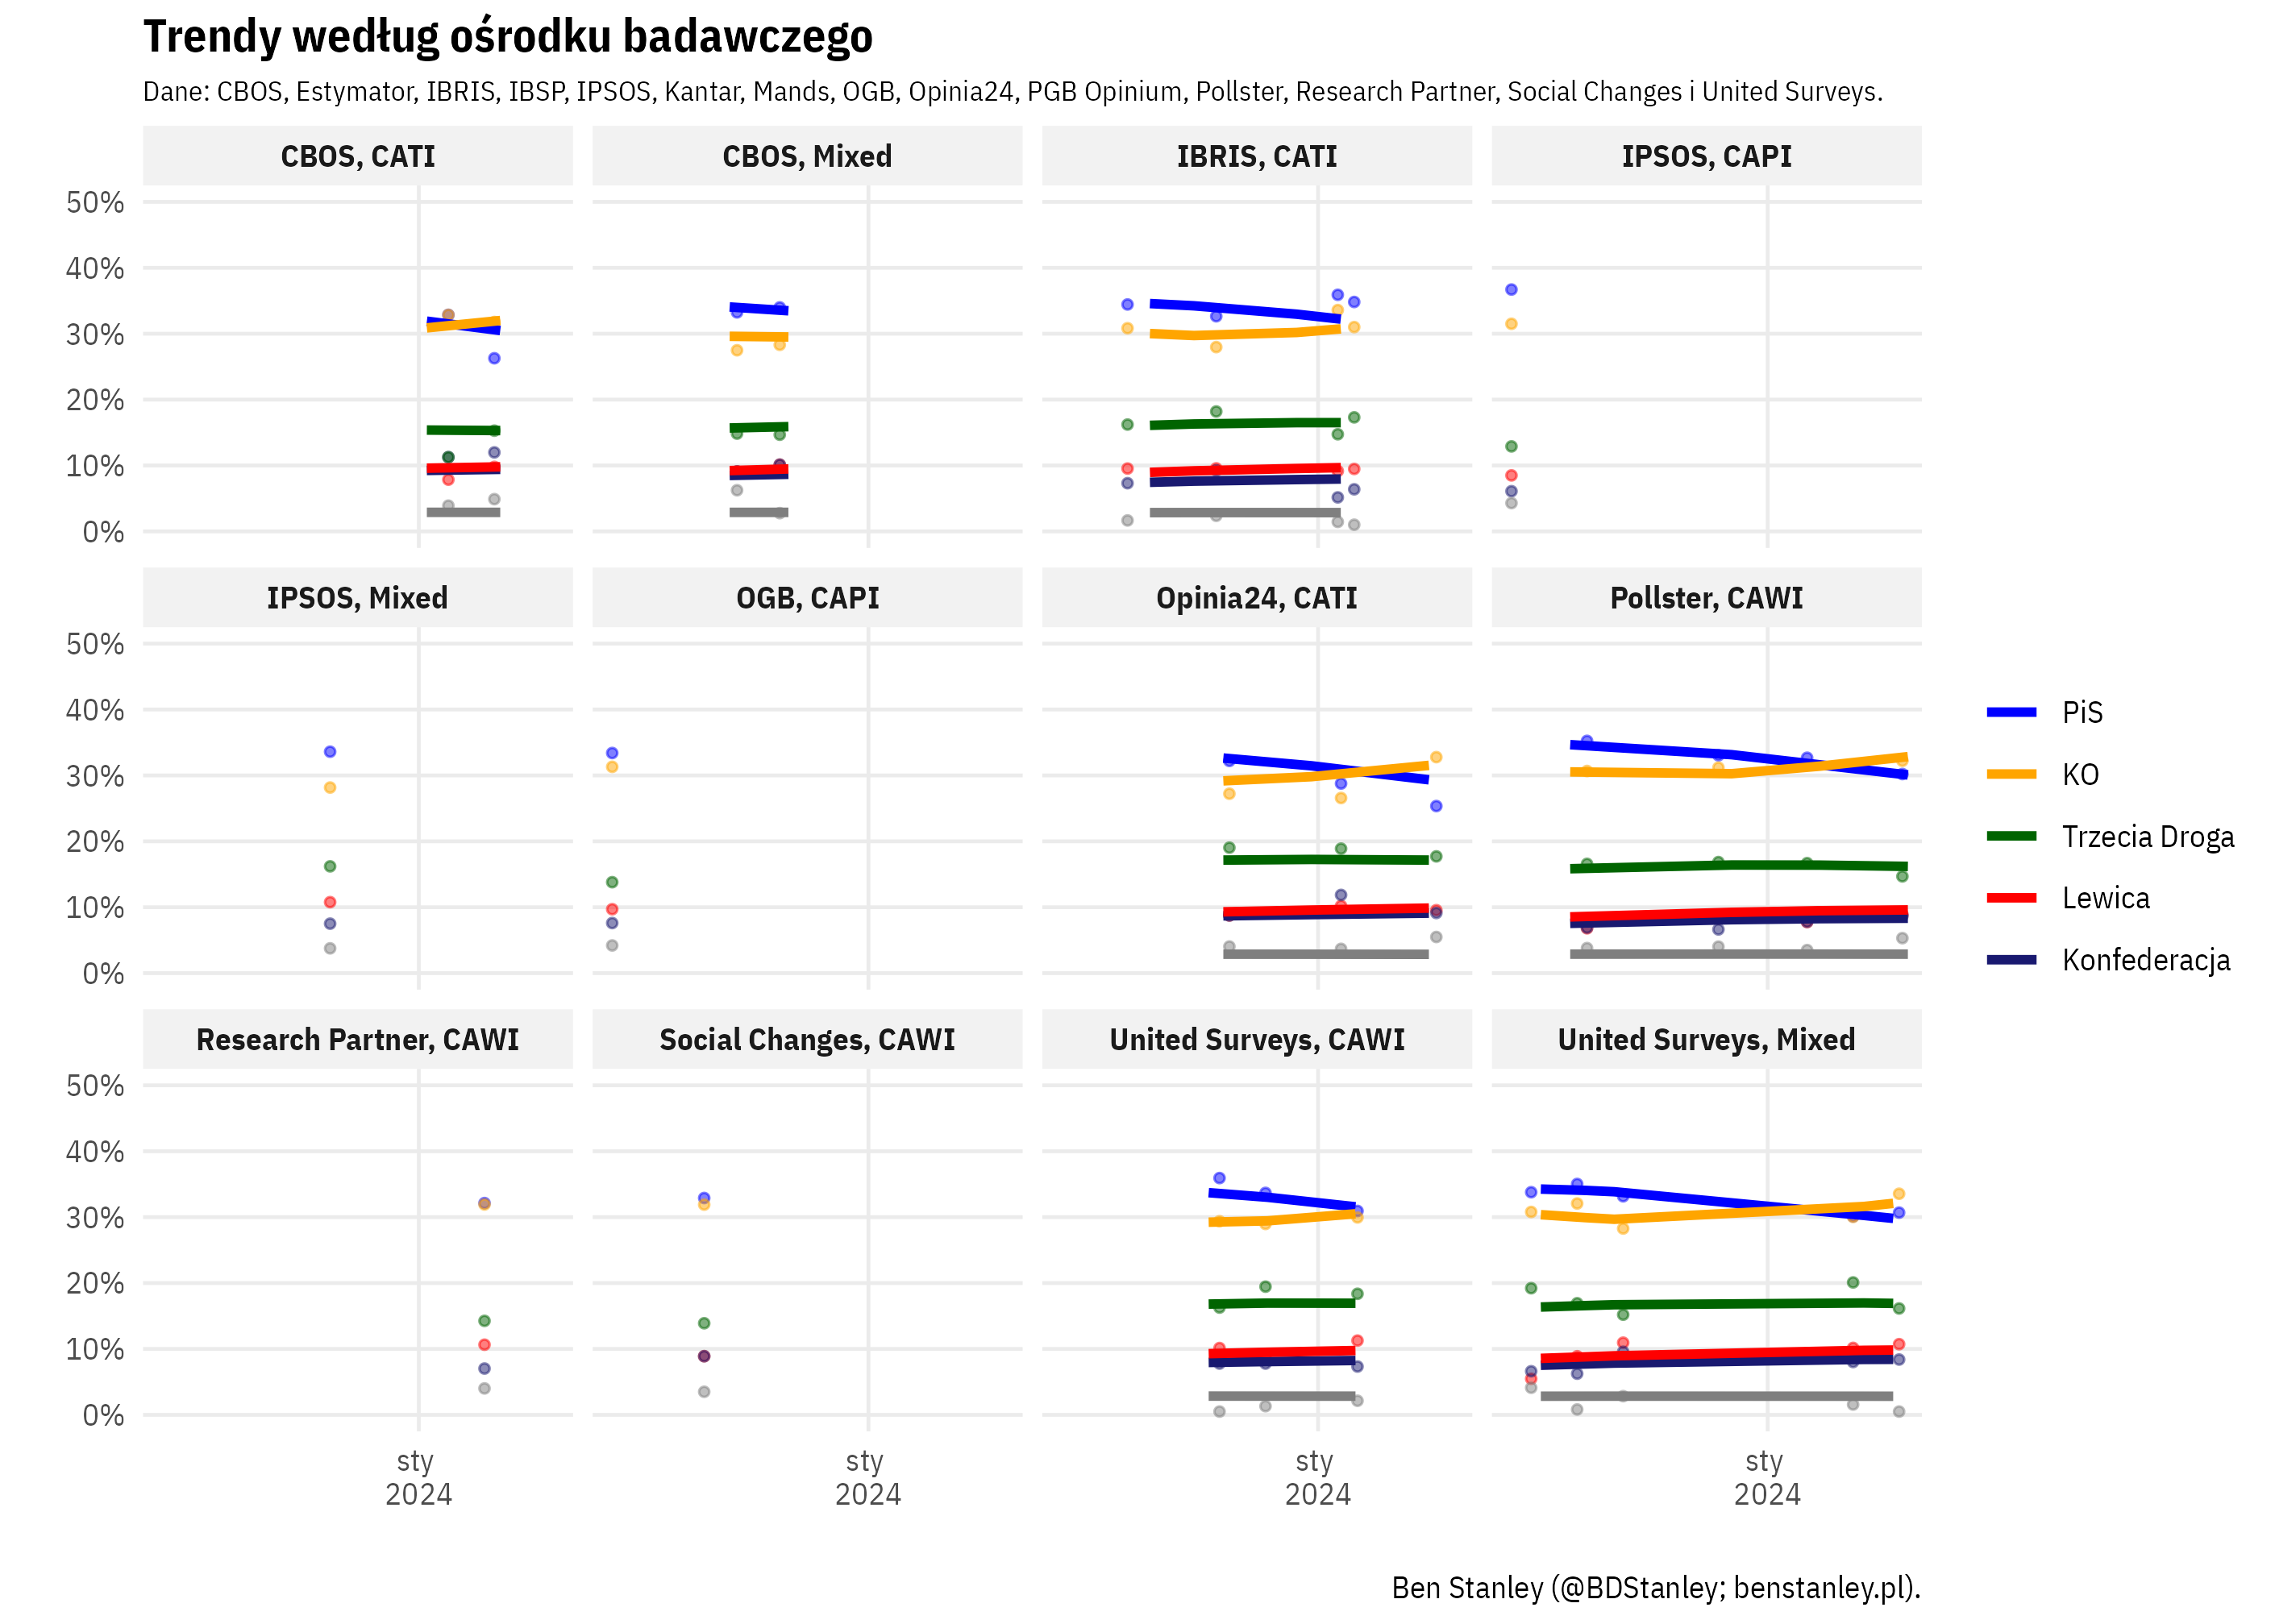 Trendy według ośrodku badawczego
Dane: CBOS, Estymator, IBRIS, IBSP, IPSOS, Kantar, Mands, OGB, Opinia24, PGB Opinium, Pollster, Research Partner, Social Changes i United Surveys.
CBOS, CATI
CBOS, Mixed
IBRIS, CATI
IPSOS, CAPI
50%
40%
30%
20%
10%
0%
IPSOS, Mixed
OGB, CAPI
Opinia24, CATI
Pollster, CAWI
50%
40%
30%
20%
10%
0%
PiS
KO
Trzecia Droga
Lewica
Konfederacja
Research Partner, CAWI
Social Changes, CAWI
United Surveys, CAWI
United Surveys, Mixed
50%
40%
30%
20%
10%
0%
sty
2024
sty
2024
sty
2024
sty
2024
Ben Stanley (@BDStanley; benstanley.pl).